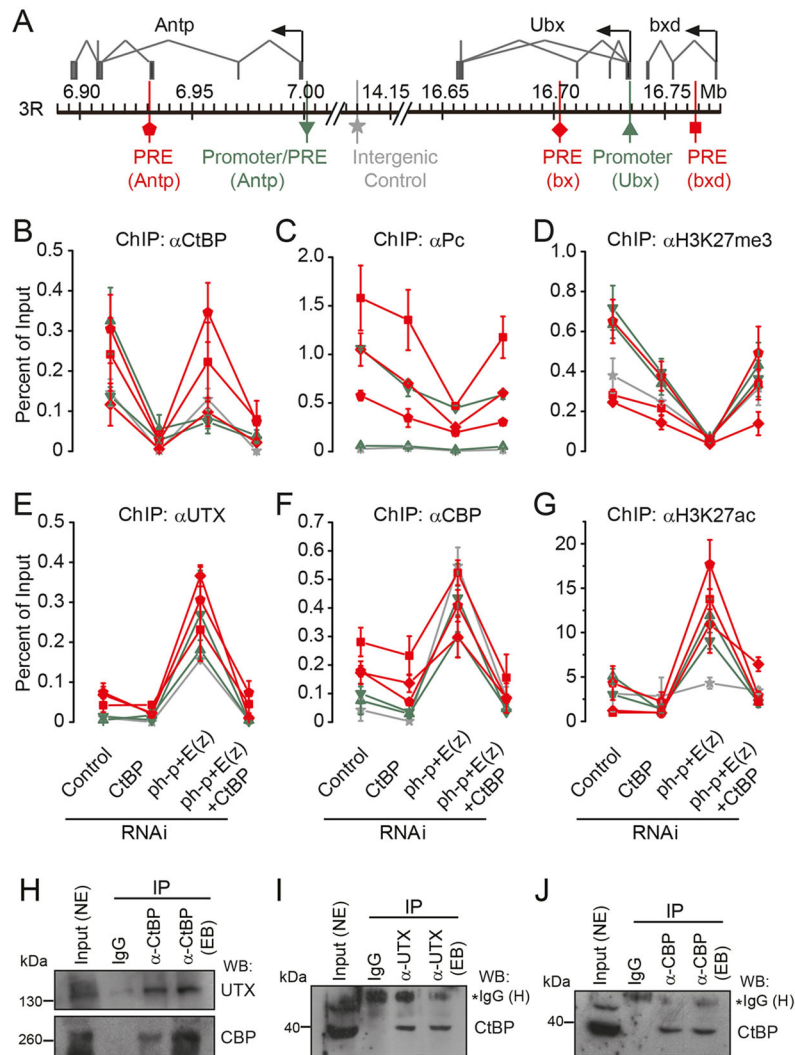 A
Antp
Ubx
bxd
6.90 6.95 7.00 14.15 16.65 16.70 16.75 Mb
3R
PRE (Antp)
Promoter/PRE (Antp)
Intergenic Control
PRE (bx)
Promoter (Ubx)
PRE (bxd)
B
ChIP: αCtBP
Percent of Input
0.5
0.4
0.3
0.2
0.1
0
C
ChIP: αPc
2.0
1.5
1.0
0.5
0
D
ChIP: αH3K27me3
1.0
0.8
0.6
0.4
0.2
0
E
ChIP: αUTX
Percent of Input
0.5
0.4
0.3
0.2
0.1
0
F
ChIP: αCBP
0.7
0.6
0.5
0.4
0.3
0.2
0.1
0
G
ChIP: αH3K27ac
25
20
15
10
5
0
Control
CtBP
ph-p+E(z)
ph-p+E(z)
+CtBP
RNAi
Control
CtBP
ph-p+E(z)
ph-p+E(z)
+CtBP
RNAi
Control
CtBP
ph-p+E(z)
ph-p+E(z)
+CtBP
RNAi
H
IP
Input (NE)
IgG
α-CtBP
α-CtBP
(EB)
kDa
WB:
130
UTX
260
CBP
I
IP
Input (NE)
IgG
α-UTX
α-UTX
(EB)
kDa
WB:
*IgG (H)
40
CtBP
J
IP
Input (NE)
IgG
α-CBP
α-CBP
(EB)
kDa
WB:
*IgG (H)
40
CtBP